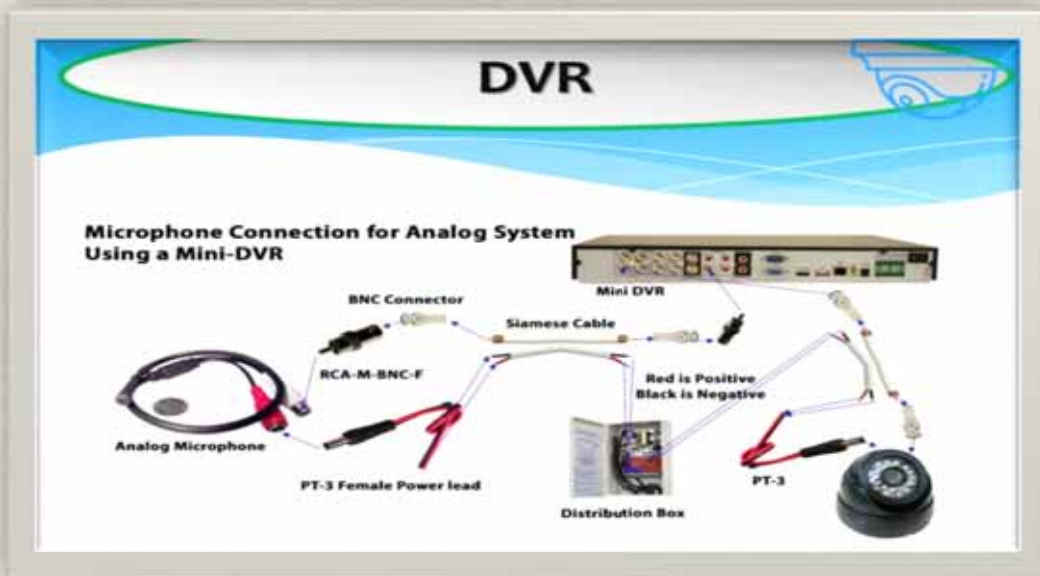 DVR
Microphone Connection for Analog System
Using a Mini-DVR
Mini DVR
BNC Connector
Siamese Cable
RCA-M-BNC-F
Red is Positive
Black is Negative
Analog Microphone
PT-3 Female Power lead
PT-3
Distribution Box